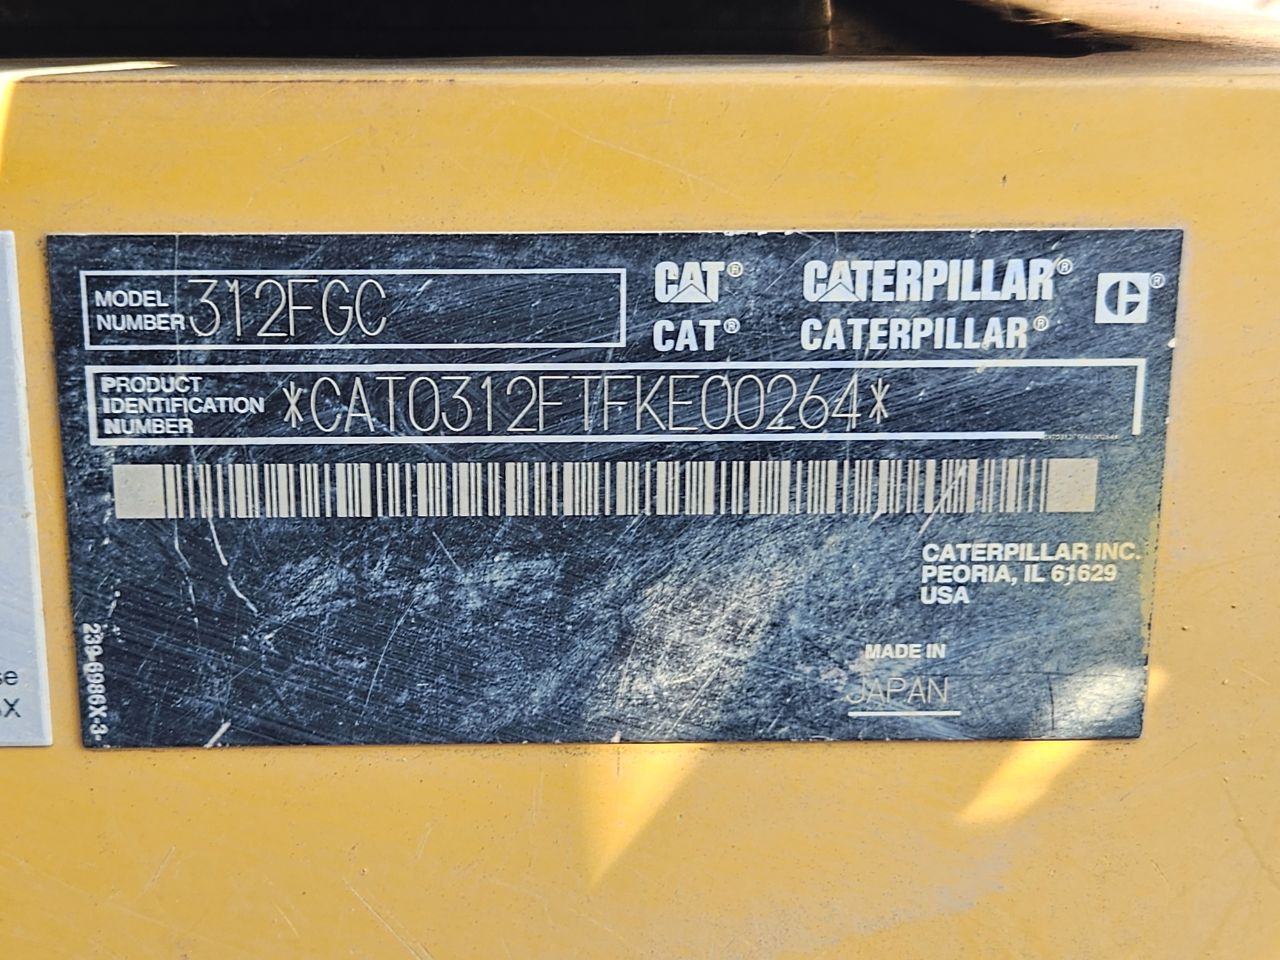 MODEL NUMBER 312FGC
CAT® CATERPILLAR®
CAT® CATERPILLAR®
PRODUCT IDENTIFICATION NUMBER *CAT0312FTFKE00264*
CATERPILLAR INC.
PEORIA, IL 61629
USA
MADE IN
JAPAN
239-6986X-3
se
X